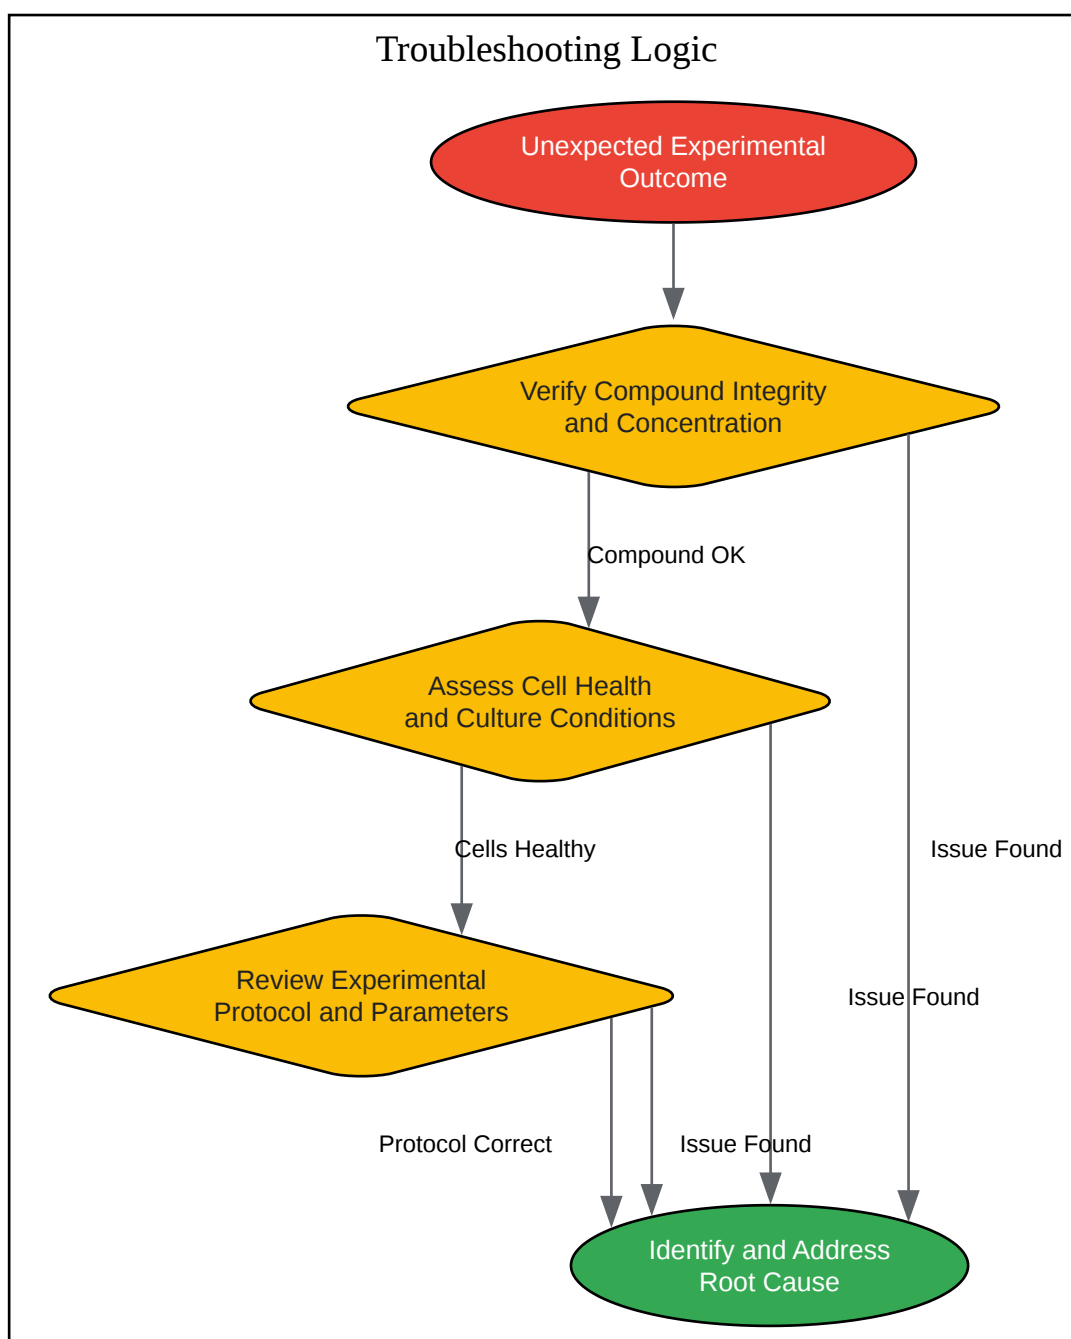 Troubleshooting Logic
Unexpected Experimental
Outcome
Verify Compound Integrity
and Concentration
Compound OK
Assess Cell Health
and Culture Conditions
Cells Healthy
Issue Found
Review Experimental
Protocol and Parameters
Issue Found
Protocol Correct
Issue Found
Identify and Address
Root Cause